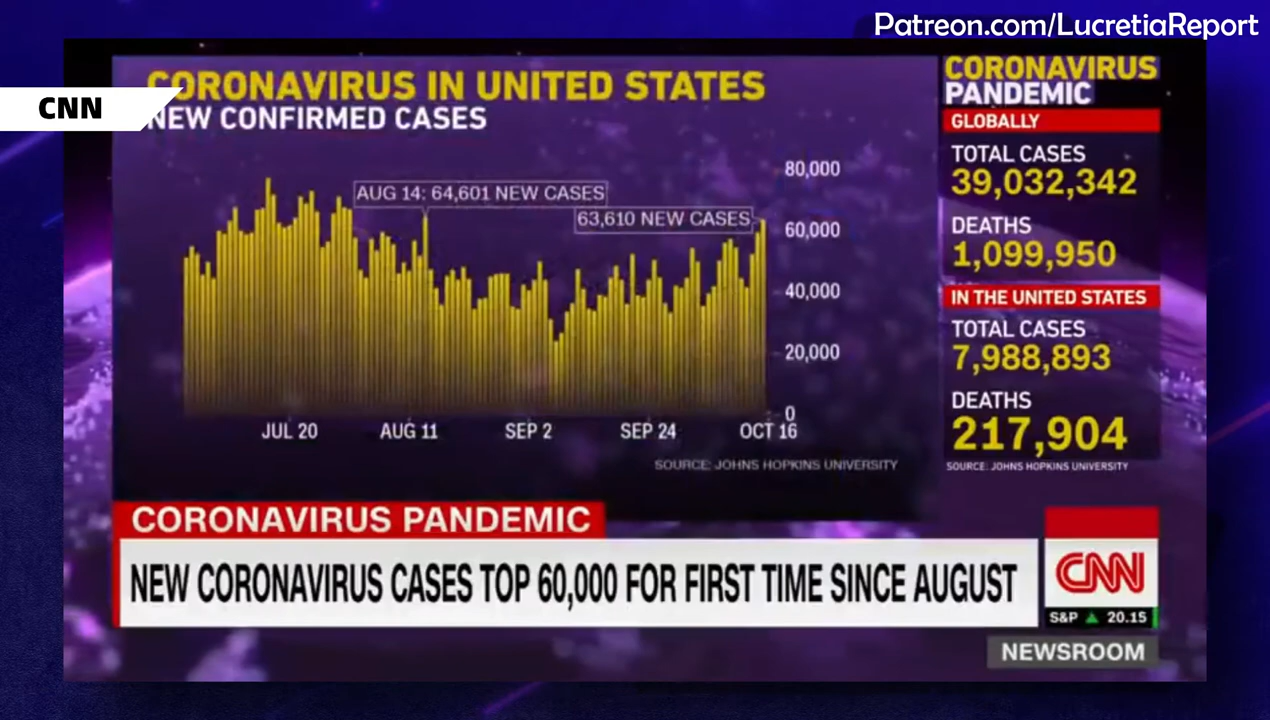 Patreon.com/LucretiaReport
CNN
CORONAVIRUS IN UNITED STATES
NEW CONFIRMED CASES
AUG 14: 64,601 NEW CASES
63,610 NEW CASES
80,000
60,000
40,000
20,000
0
JUL 20 AUG 11 SEP 2 SEP 24 OCT 16
SOURCE: JOHNS HOPKINS UNIVERSITY
CORONAVIRUS
PANDEMIC
GLOBALLY
TOTAL CASES
39,032,342
DEATHS
1,099,950
IN THE UNITED STATES
TOTAL CASES
7,988,893
DEATHS
217,904
SOURCE: JOHNS HOPKINS UNIVERSITY
CORONAVIRUS PANDEMIC
NEW CORONAVIRUS CASES TOP 60,000 FOR FIRST TIME SINCE AUGUST
CNN
S&P ▲ 20.15
NEWSROOM